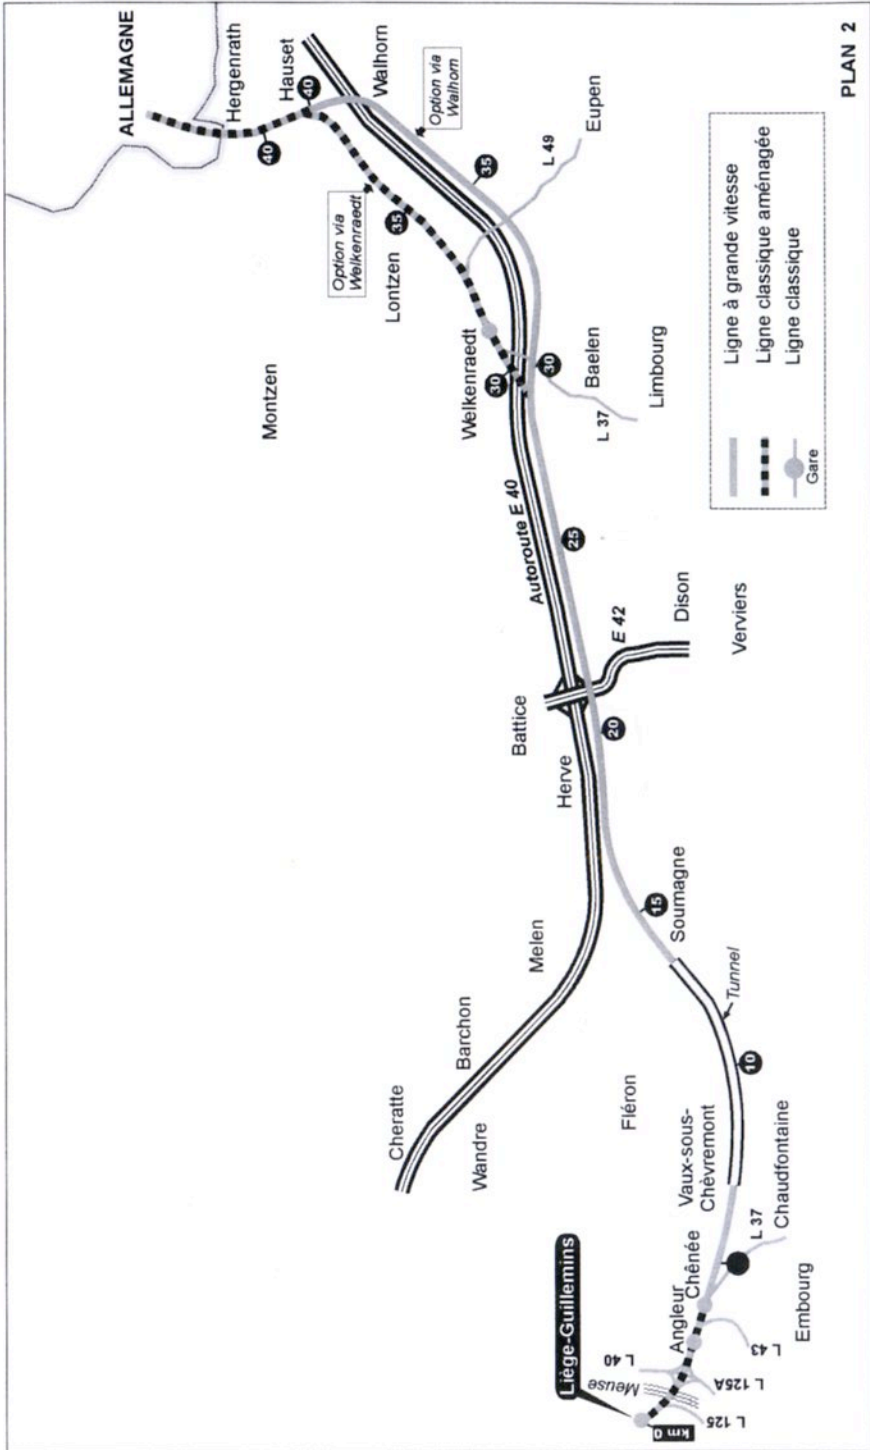 ALLEMAGNE
Hergenrath
Hauset
40
40
Walhorn
Option via
Walhorn
Option via
Welkenraedt
35
35
Lontzen
L 49
Eupen
Montzen
Welkenraedt
30
30
Baelen
L 37
Limbourg
Autoroute E 40
25
E 42
Dison
Verviers
Battice
20
Herve
15
Soumagne
Melen
Tunnel
Barchon
10
Cheratte
Wandre
Fléron
Vaux-sous-
Chèvremont
L 37
Chaudfontaine
Chênée
Embourg
Angleur
L 43
L 40
L 125A
Meuse
L 125
Liège-Guillemins
km 0
Ligne à grande vitesse
Ligne classique aménagée
Ligne classique
Gare
PLAN 2